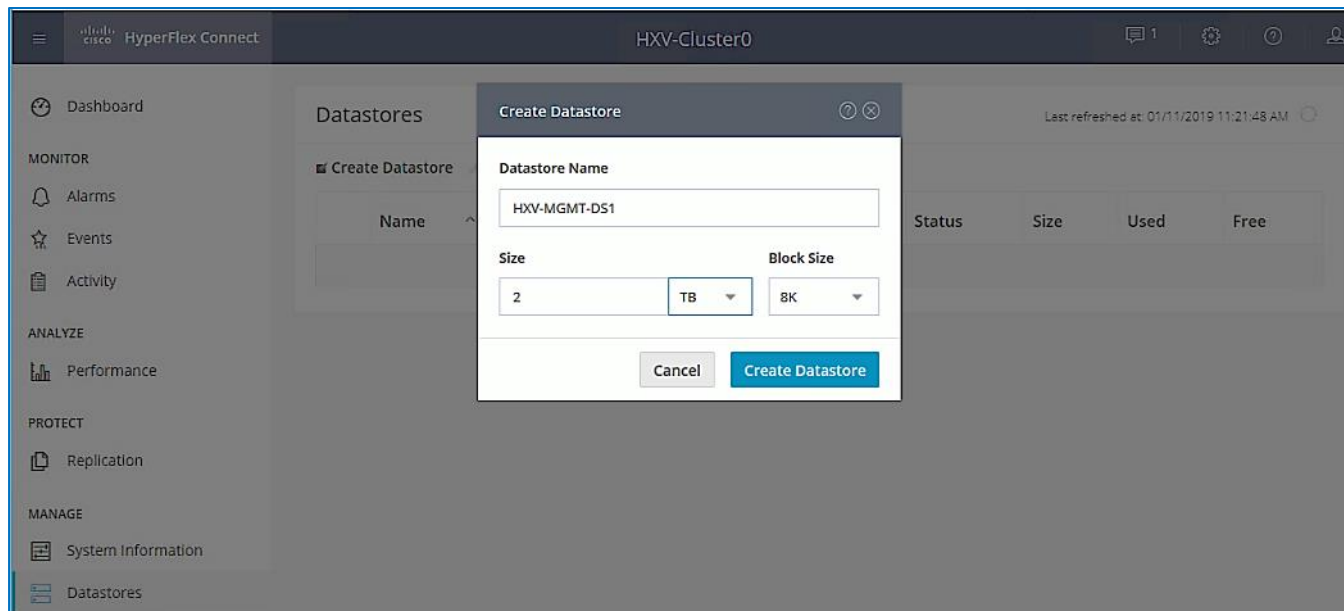 cisco HyperFlex Connect
HXV-Cluster0
1
Dashboard
MONITOR
Alarms
Events
Activity
ANALYZE
Performance
PROTECT
Replication
MANAGE
System Information
Datastores
Datastores
Last refreshed at: 01/11/2019 11:21:48 AM
Create Datastore
Name Status Size Used Free
Create Datastore
Datastore Name
HXV-MGMT-DS1
Size Block Size
2 TB 8K
Cancel Create Datastore